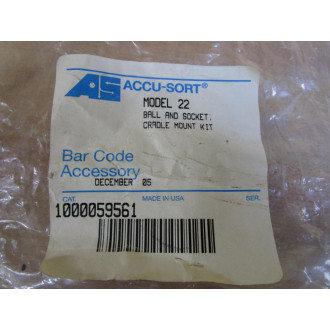 AS ACCU-SORT®
MODEL 22
BALL AND SOCKET,
CRADLE MOUNT KIT
Bar Code
Accessory
DECEMBER 05
CAT. MADE IN USA SER.
1000059561